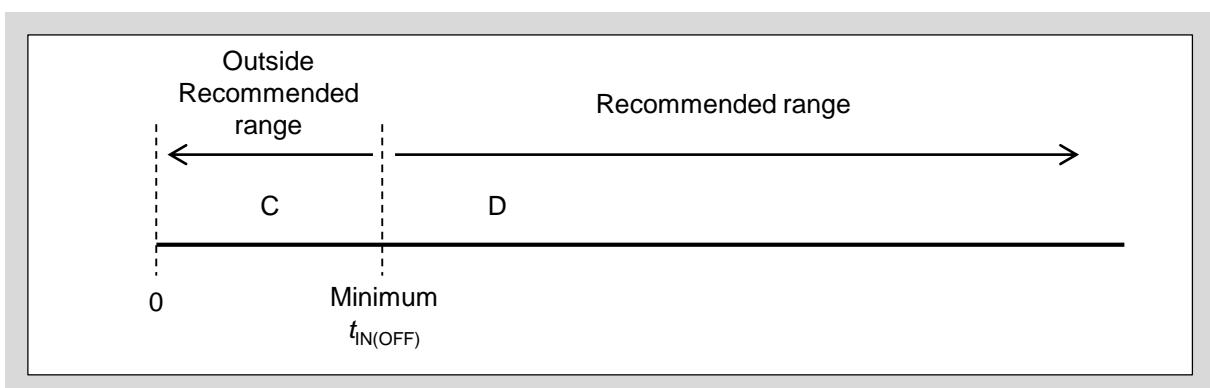 Outside
Recommended
range
Recommended range
C
D
0
Minimum
tIN(OFF)